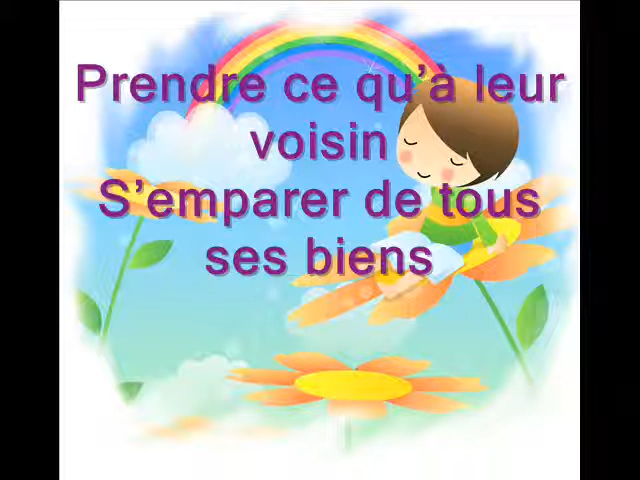 Prendre ce qu’à leur
voisin
S’emparer de tous
ses biens